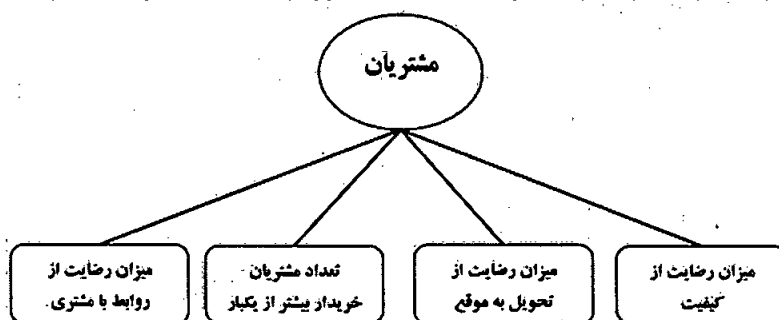 مشتریان
میزان رضایت از
کیفیت
میزان رضایت از
تحویل به موقع
تعداد مشتریان
خریدار بیشتر از یکبار
میزان رضایت از
روابط با مشتری